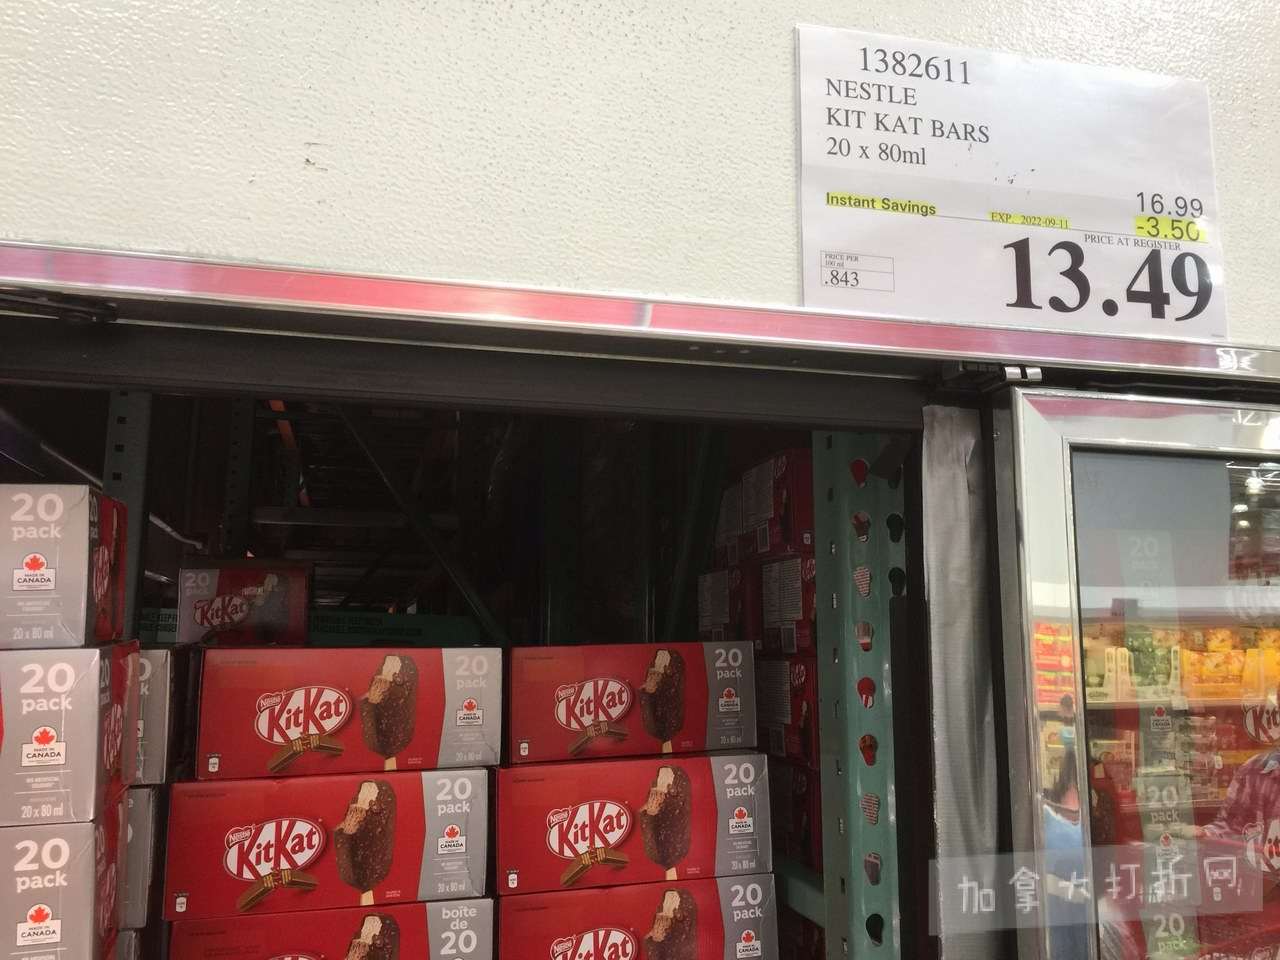 1382611
NESTLE
KIT KAT BARS
20 x 80ml
Instant Savings
EXP. 2022-09-11
16.99
-3.50
PRICE AT REGISTER
13.49
PRICE PER
100 ml
.843
20
pack
MADE IN
CANADA
20 x 80 ml
20
pack
MADE IN
CANADA
20 x 80 ml
20
pack
MADE IN
CANADA
20
KitKat
Nestlé
KitKat
20
pack
MADE IN
CANADA
20 x 80 ml
Nestlé
KitKat
20
pack
MADE IN
CANADA
20 x 80 ml
Nestlé
KitKat
20
pack
MADE IN
CANADA
20 x 80 ml
Nestlé
KitKat
20
pack
MADE IN
CANADA
20 x 80 ml
boîte
de
20
Nestlé
KitKat
20
pack
20
pack
20
pack
20
pack
加拿大打折网